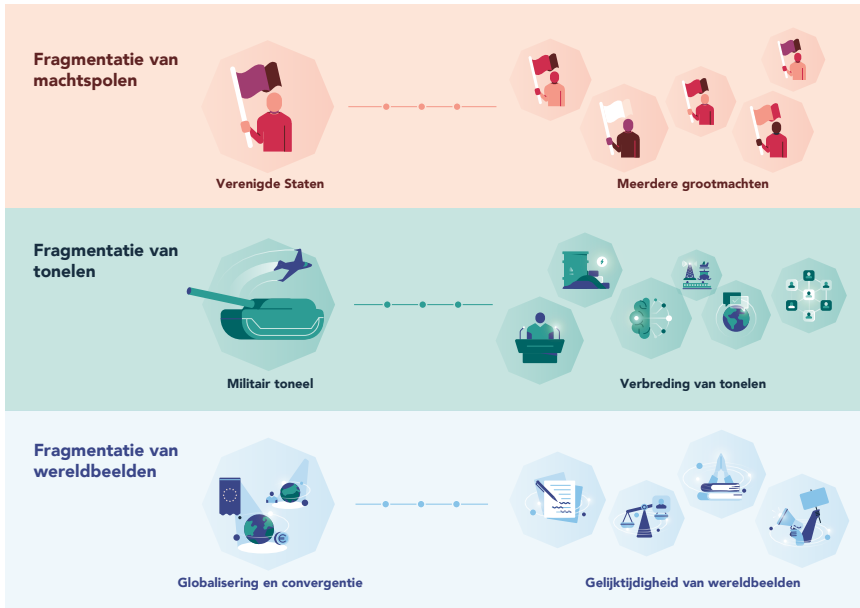 Fragmentatie van
machtspolen
Verenigde Staten
Meerdere grootmachten
Fragmentatie van
tonelen
Militair toneel
Verbreding van tonelen
Fragmentatie van
wereldbeelden
Globalisering en convergentie
Gelijktijdigheid van wereldbeelden